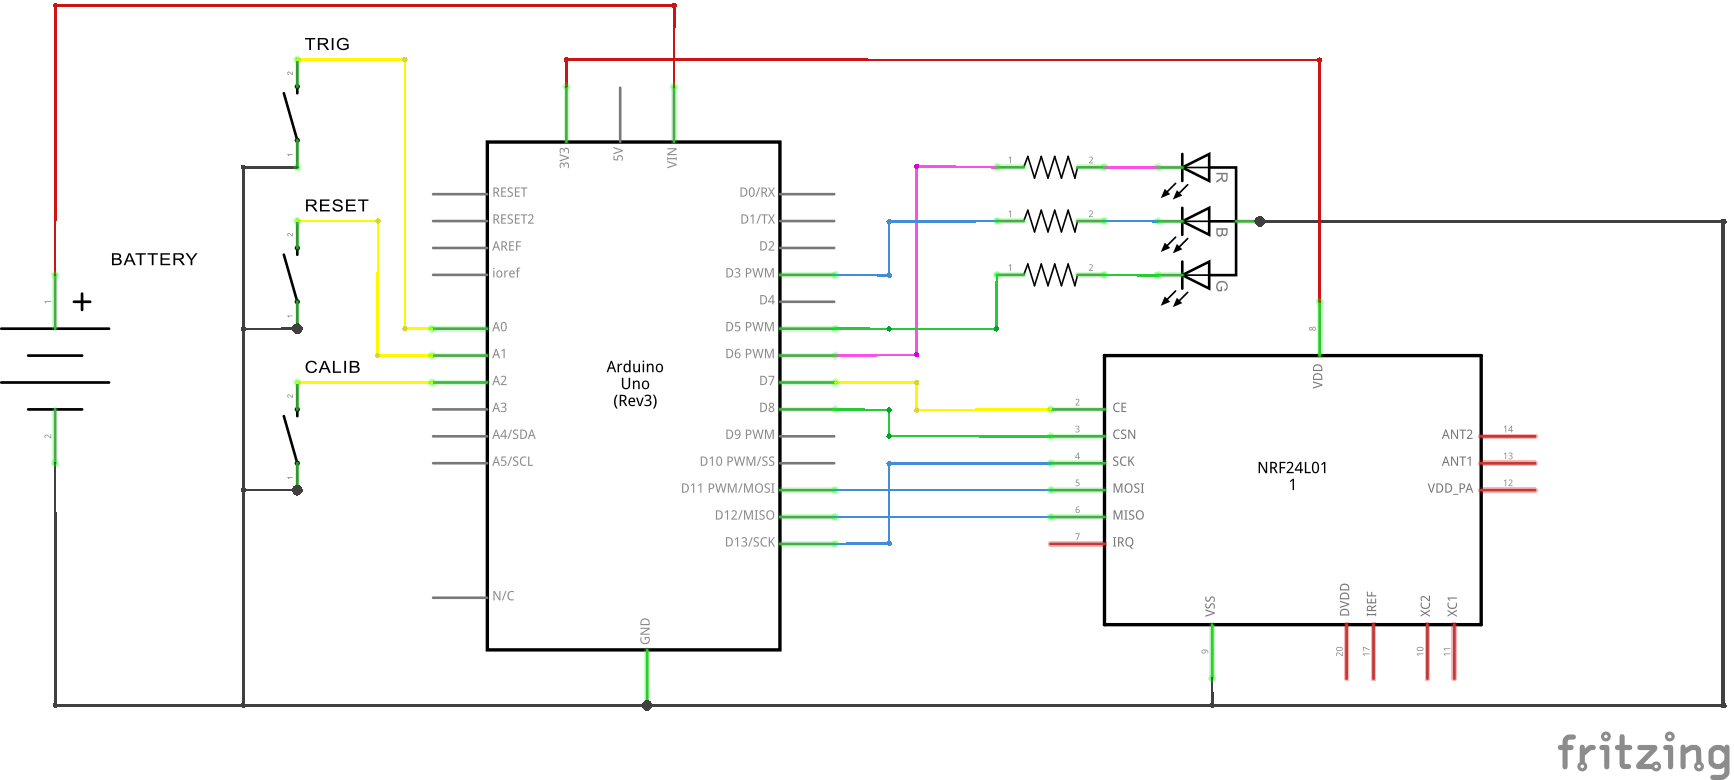 TRIG
2
1
RESET
2
1
CALIB
2
1
BATTERY
1
+
2
3V3
5V
VIN
RESET
RESET2
AREF
ioref
A0
A1
A2
A3
A4/SDA
A5/SCL
N/C
Arduino
Uno
(Rev3)
D0/RX
D1/TX
D2
D3 PWM
D4
D5 PWM
D6 PWM
D7
D8
D9 PWM
D10 PWM/SS
D11 PWM/MOSI
D12/MISO
D13/SCK
GND
1 2 R
1 2 B
1 2 G
8
VDD
2 CE
3 CSN
4 SCK
5 MOSI
6 MISO
7 IRQ
NRF24L01
1
ANT2 14
ANT1 13
VDD_PA 12
VSS
9
DVDD
20
IREF
17
XC2
10
XC1
11
fritzing